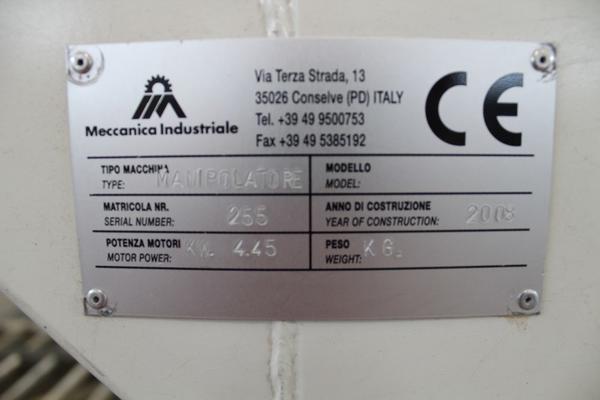 Meccanica Industriale
Via Terza Strada, 13
35026 Conselve (PD) ITALY
Tel. +39 49 9500753
Fax +39 49 5385192
CE
TIPO MACCHINA
TYPE: MANIPOLATORE
MODELLO
MODEL:
MATRICOLA NR.
SERIAL NUMBER: 255
ANNO DI COSTRUZIONE
YEAR OF CONSTRUCTION: 2008
POTENZA MOTORI
MOTOR POWER: KW. 4.45
PESO
WEIGHT: KG.